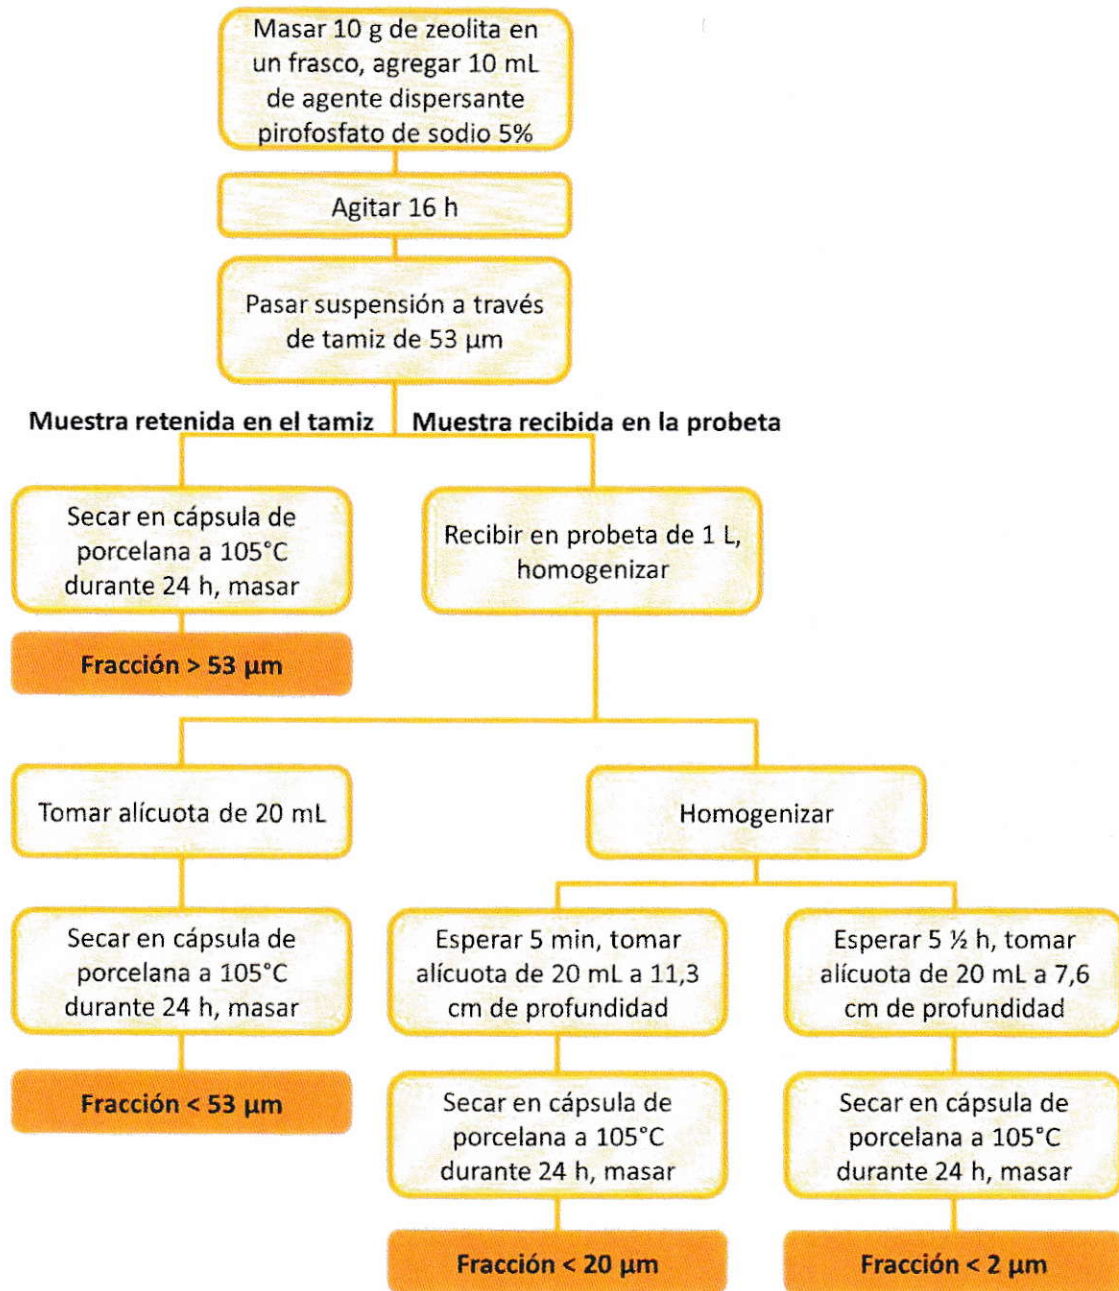 Masar 10 g de zeolita en
un frasco, agregar 10 mL
de agente dispersante
pirofosfato de sodio 5%
Agitar 16 h
Pasar suspensión a través
de tamiz de 53 µm
Muestra retenida en el tamiz
Muestra recibida en la probeta
Secar en cápsula de
porcelana a 105°C
durante 24 h, masar
Fracción > 53 µm
Recibir en probeta de 1 L,
homogenizar
Tomar alícuota de 20 mL
Secar en cápsula de
porcelana a 105°C
durante 24 h, masar
Fracción < 53 µm
Homogenizar
Esperar 5 min, tomar
alícuota de 20 mL a 11,3
cm de profundidad
Secar en cápsula de
porcelana a 105°C
durante 24 h, masar
Fracción < 20 µm
Esperar 5 ½ h, tomar
alícuota de 20 mL a 7,6
cm de profundidad
Secar en cápsula de
porcelana a 105°C
durante 24 h, masar
Fracción < 2 µm